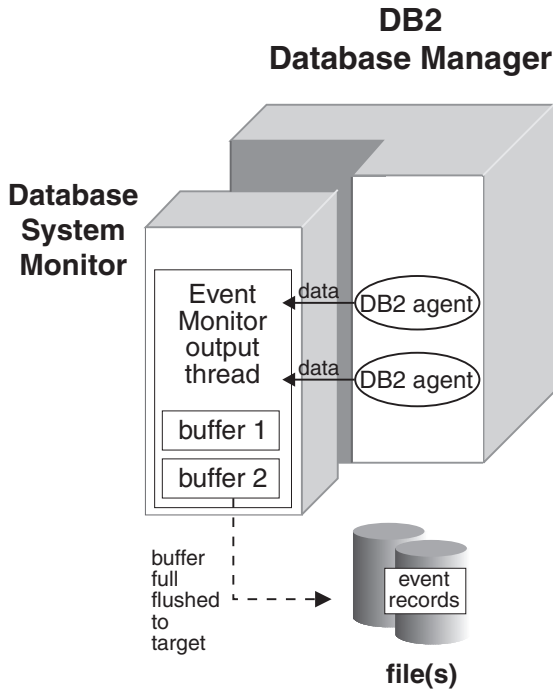 DB2
Database Manager
Database
System
Monitor
Event
Monitor
output
thread
data
DB2 agent
data
DB2 agent
buffer 1
buffer 2
buffer
full
flushed
to
target
event
records
file(s)